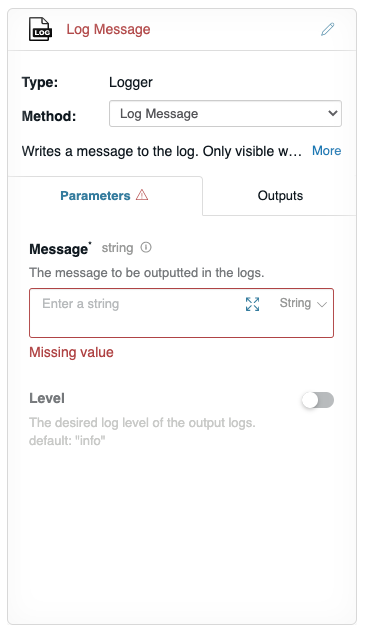 LOG
Log Message
Type: Logger
Method: Log Message
Writes a message to the log. Only visible w... More
Parameters Outputs
Message* string
The message to be outputted in the logs.
Enter a string String
Missing value
Level
The desired log level of the output logs.
default: "info"